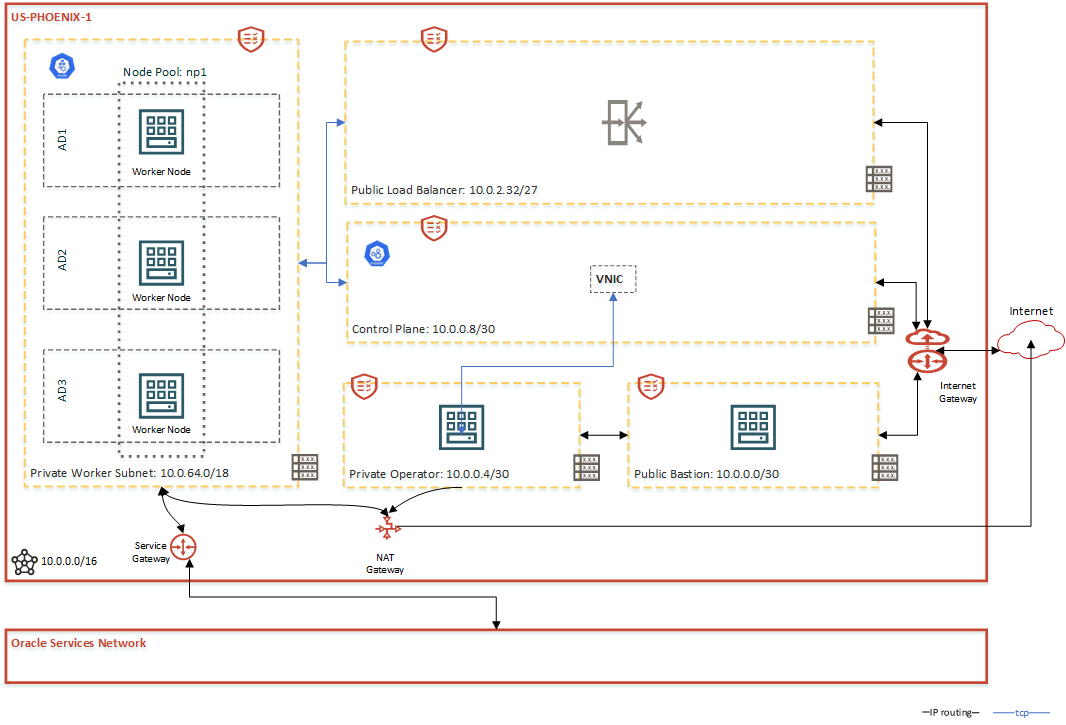 US-PHOENIX-1
Node Pool: np1
AD1
Worker Node
AD2
Worker Node
AD3
Worker Node
Private Worker Subnet: 10.0.64.0/18
Public Load Balancer: 10.0.2.32/27
VNIC
Control Plane: 10.0.0.8/30
Private Operator: 10.0.0.4/30
Public Bastion: 10.0.0.0/30
Internet
Internet
Gateway
Service
Gateway
NAT
Gateway
10.0.0.0/16
Oracle Services Network
IP routing
tcp